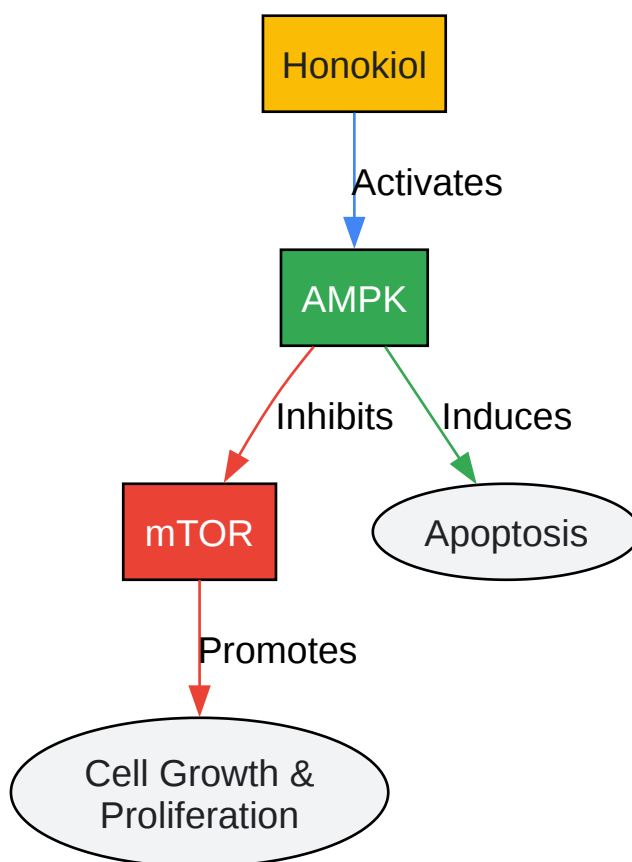 Honokiol
Activates
AMPK
Inhibits
Induces
mTOR
Apoptosis
Promotes
Cell Growth &
Proliferation